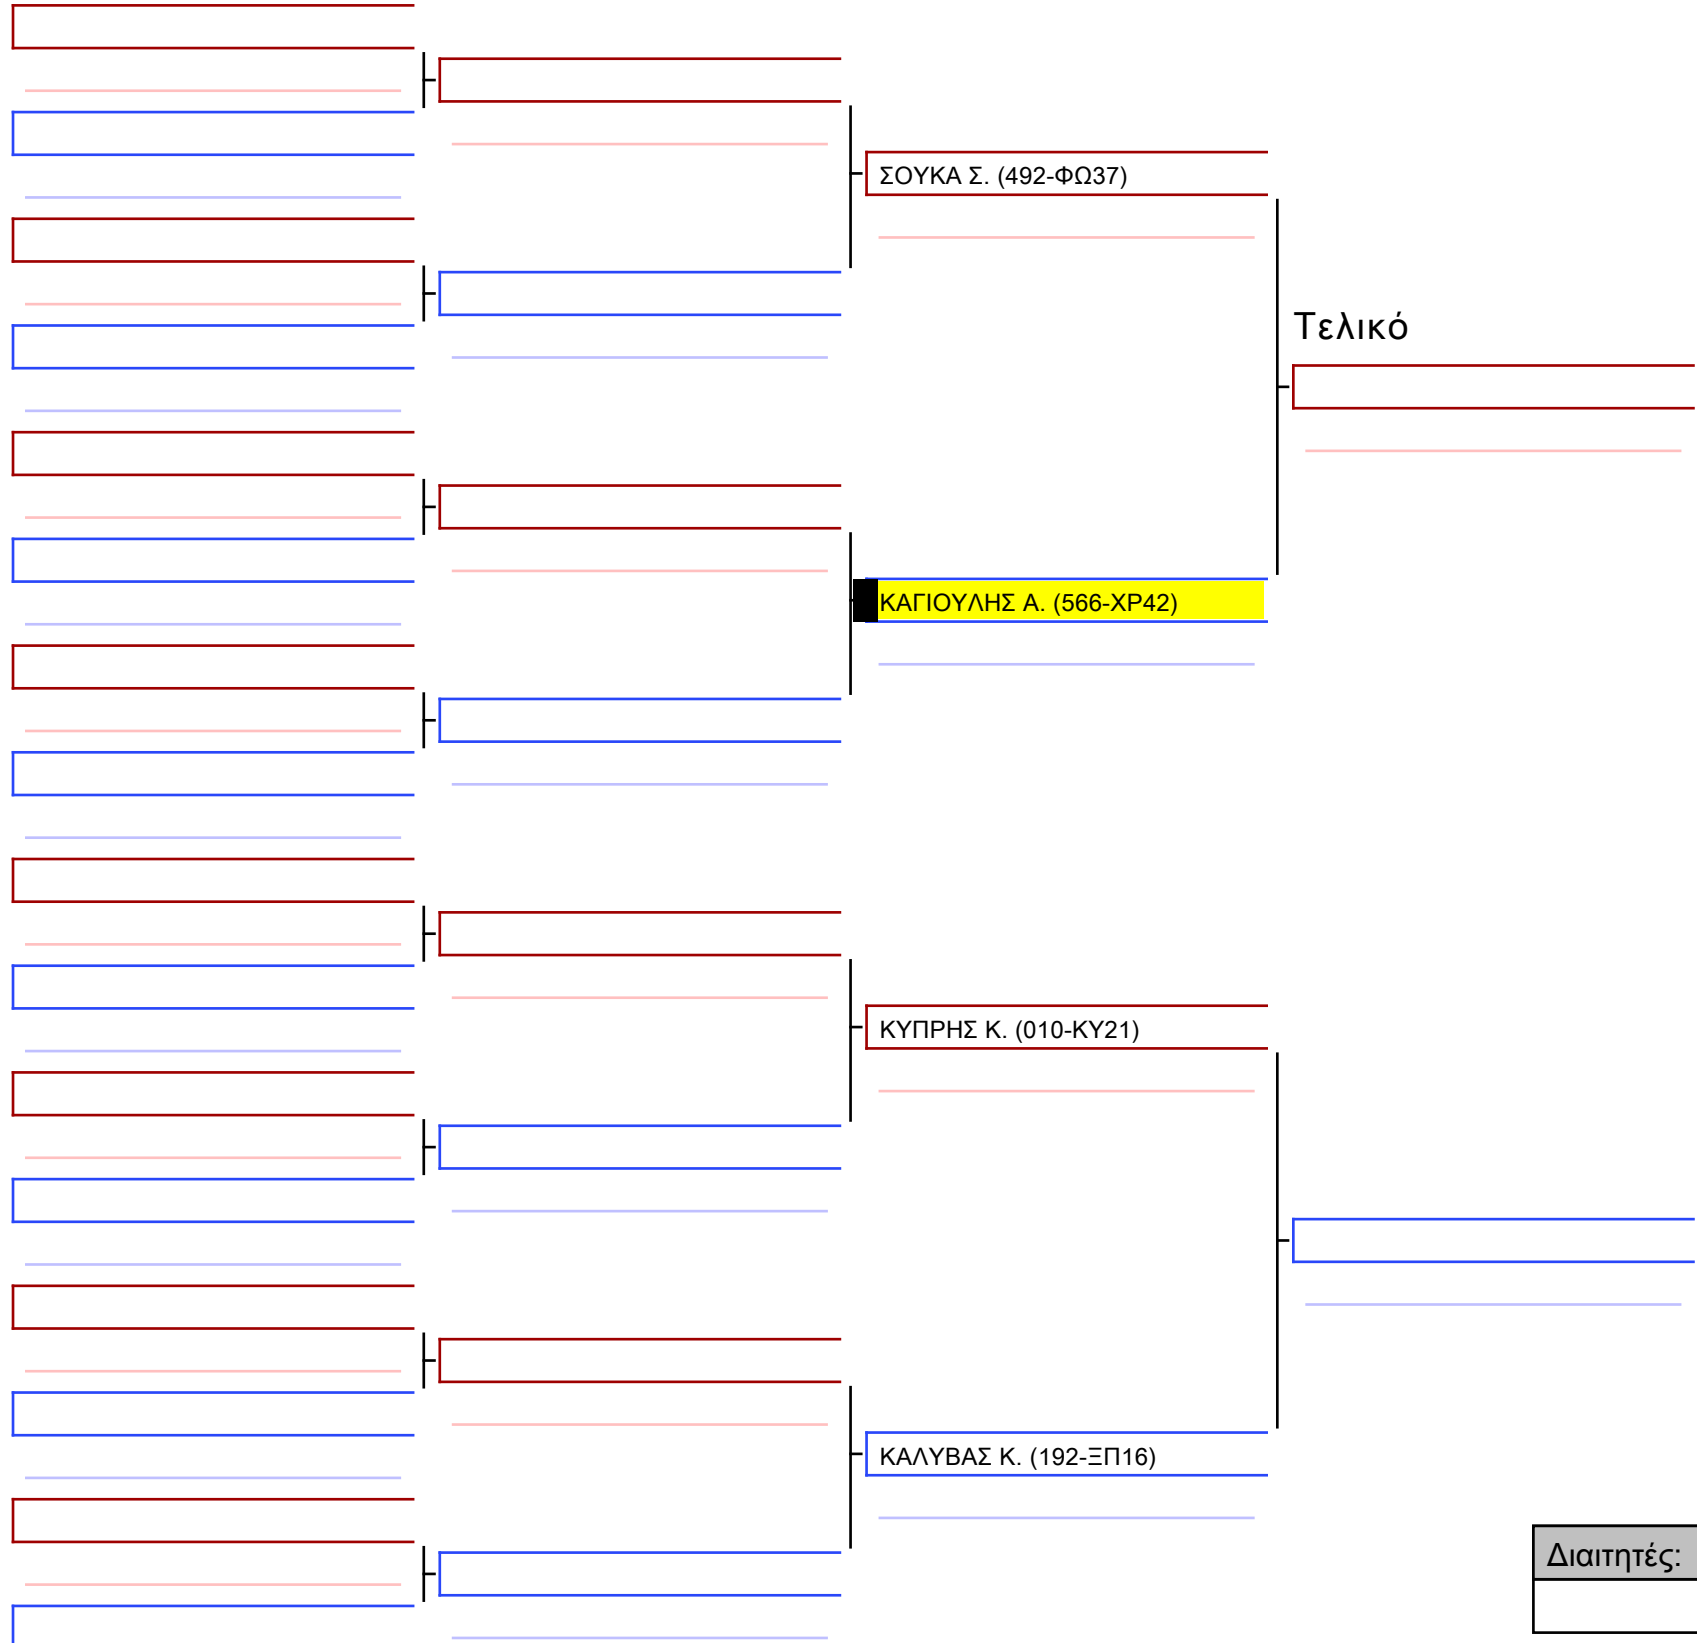 ΣΟΥΚΑ Σ. (492-ΦΩ37)
Τελικό
ΚΑΓΙΟΥΛΗΣ Α. (566-ΧΡ42)
ΚΥΠΡΗΣ Κ. (010-ΚΥ21)
ΚΑΛΥΒΑΣ Κ. (192-ΞΠ16)
Διαιτητές: